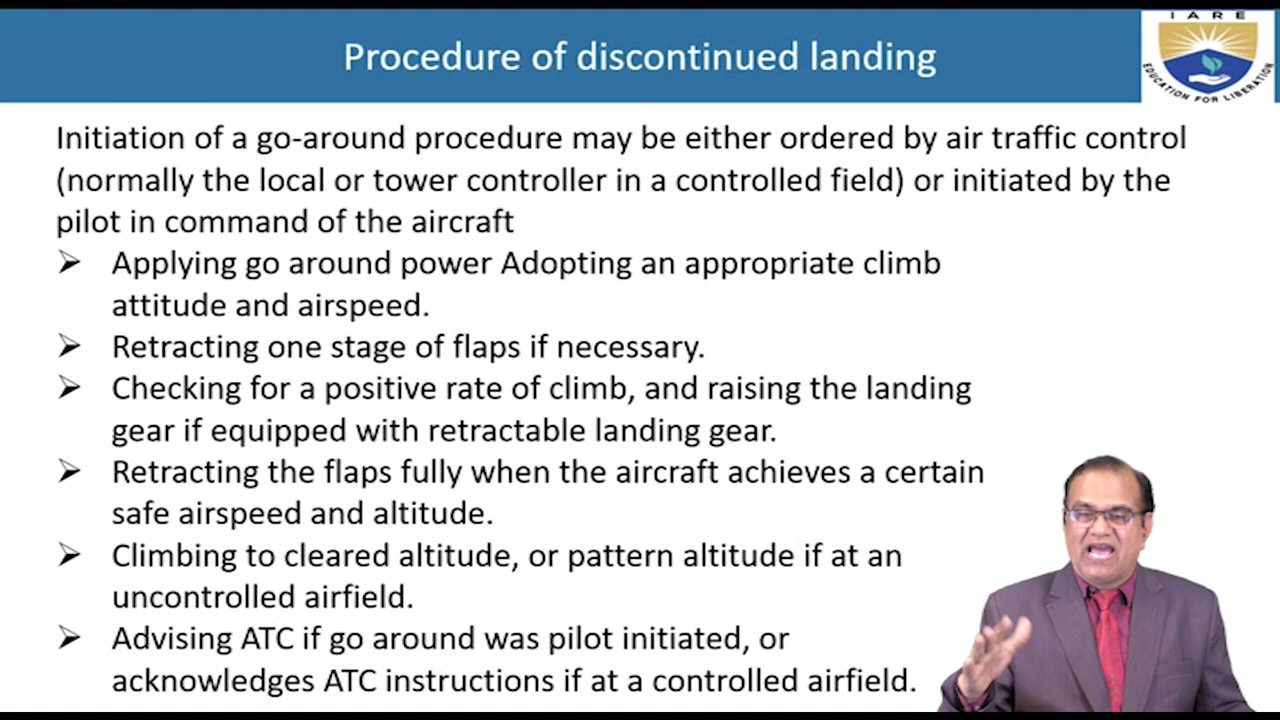 IARE
EDUCATION FOR LIBERATION
Procedure of discontinued landing
Initiation of a go-around procedure may be either ordered by air traffic control
(normally the local or tower controller in a controlled field) or initiated by the
pilot in command of the aircraft
➢ Applying go around power Adopting an appropriate climb
attitude and airspeed.
➢ Retracting one stage of flaps if necessary.
➢ Checking for a positive rate of climb, and raising the landing
gear if equipped with retractable landing gear.
➢ Retracting the flaps fully when the aircraft achieves a certain
safe airspeed and altitude.
➢ Climbing to cleared altitude, or pattern altitude if at an
uncontrolled airfield.
➢ Advising ATC if go around was pilot initiated, or
acknowledges ATC instructions if at a controlled airfield.